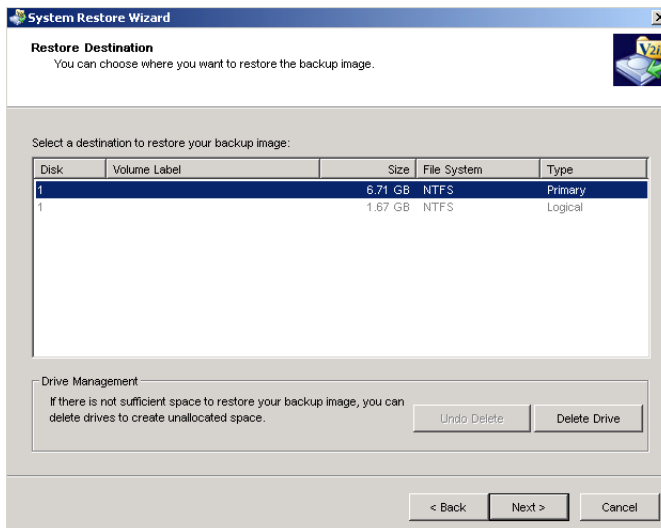 System Restore Wizard
Restore Destination
You can choose where you want to restore the backup image.
V2i
Select a destination to restore your backup image:
Disk Volume Label Size File System Type
1 6.71 GB NTFS Primary
1 1.67 GB NTFS Logical
Drive Management
If there is not sufficient space to restore your backup image, you can
delete drives to create unallocated space.
Undo Delete Delete Drive
< Back Next > Cancel